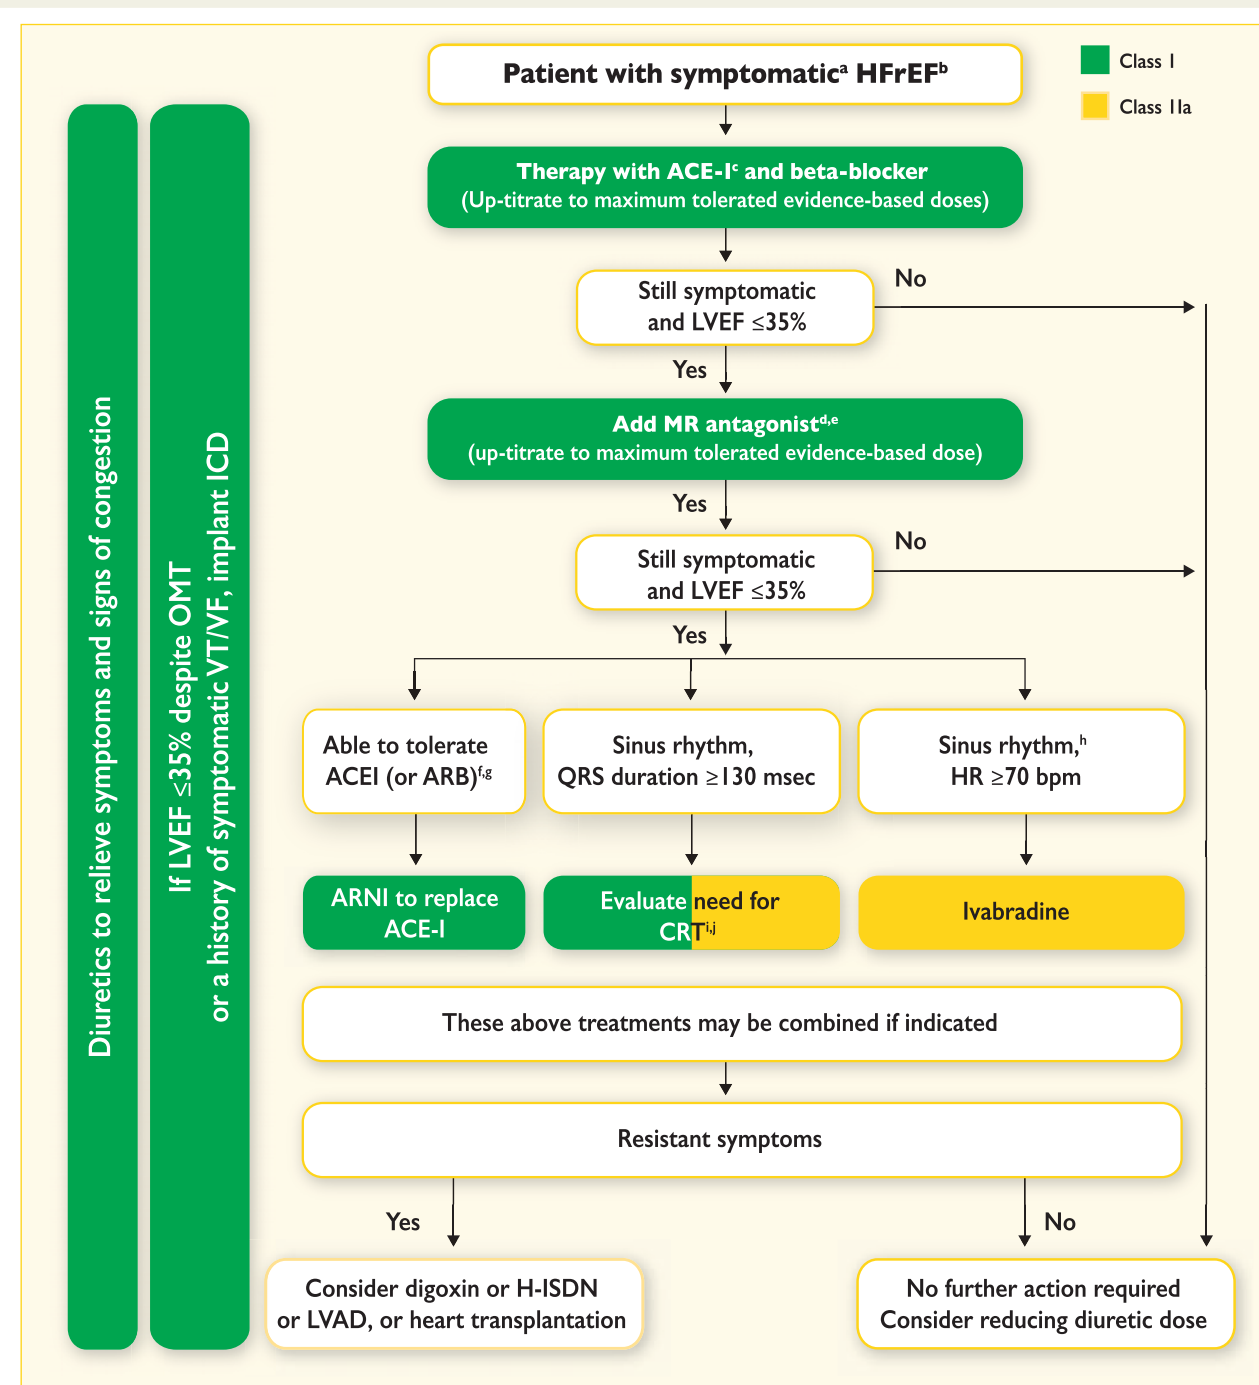 Patient with symptomaticᵃ HFrEFᵇ
Class I
Class IIa
Therapy with ACE-Iᶜ and beta-blocker
(Up-titrate to maximum tolerated evidence-based doses)
Still symptomatic
and LVEF ≤35%
No
Yes
Add MR antagonistᵈ,ᵉ
(up-titrate to maximum tolerated evidence-based dose)
Yes
Still symptomatic
and LVEF ≤35%
No
Yes
Able to tolerate
ACEI (or ARB)ᶠ,ᵍ
Sinus rhythm,
QRS duration ≥130 msec
Sinus rhythm,ʰ
HR ≥70 bpm
ARNI to replace
ACE-I
Evaluate need for
CRTⁱ,ʲ
Ivabradine
These above treatments may be combined if indicated
Resistant symptoms
Yes
No
Consider digoxin or H-ISDN
or LVAD, or heart transplantation
No further action required
Consider reducing diuretic dose
Diuretics to relieve symptoms and signs of congestion
If LVEF ≤35% despite OMT
or a history of symptomatic VT/VF, implant ICD